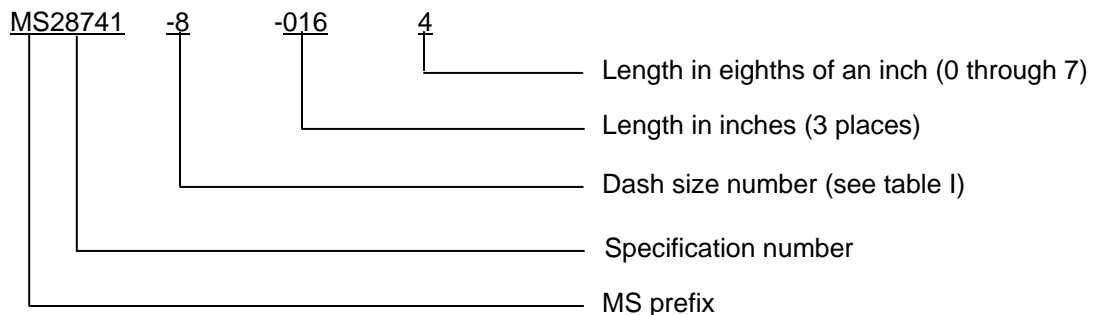 MS28741 -8 -016 4
Length in eighths of an inch (0 through 7)
Length in inches (3 places)
Dash size number (see table I)
Specification number
MS prefix